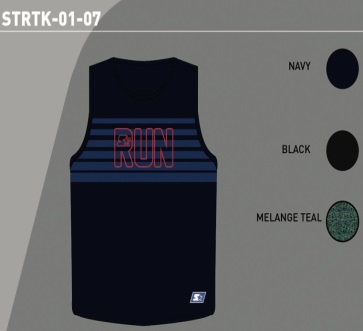 STRTK-01-07
NAVY
RUN
BLACK
MELANGE TEAL